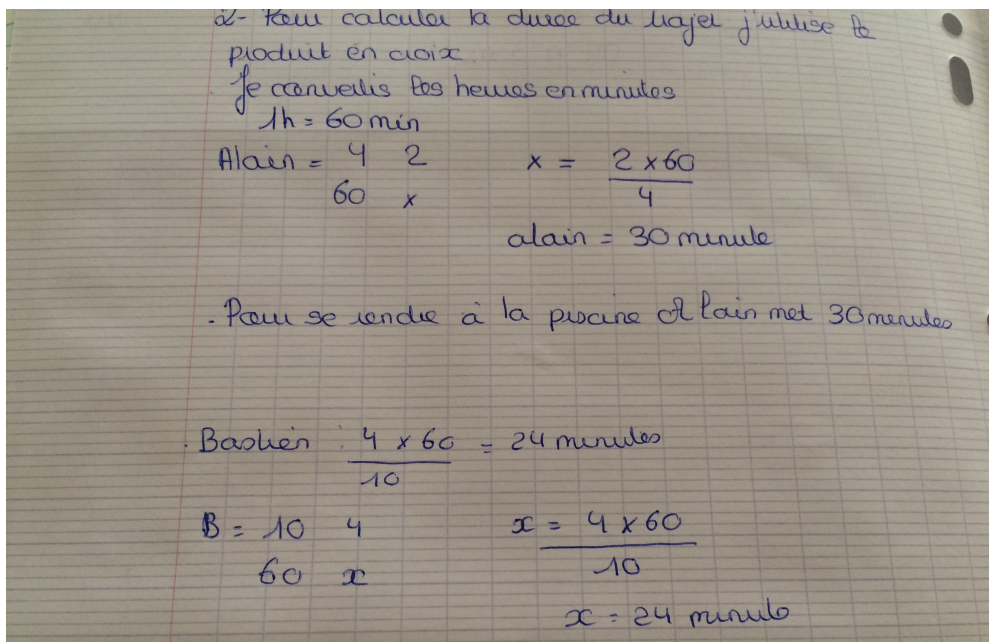 2- Pour calculer la durée du trajet j'utilise le
produit en croix
Je convertis les heures en minutes
1h = 60 min
Alain = 4 2 x = 2 x 60
60 x 4
alain = 30 minute
- Pour se rendre à la piscine Alain met 30 minutes
. Bastien : 4 x 60 = 24 minutes
10
B = 10 4 x = 4 x 60
60 x 10
x = 24 minute